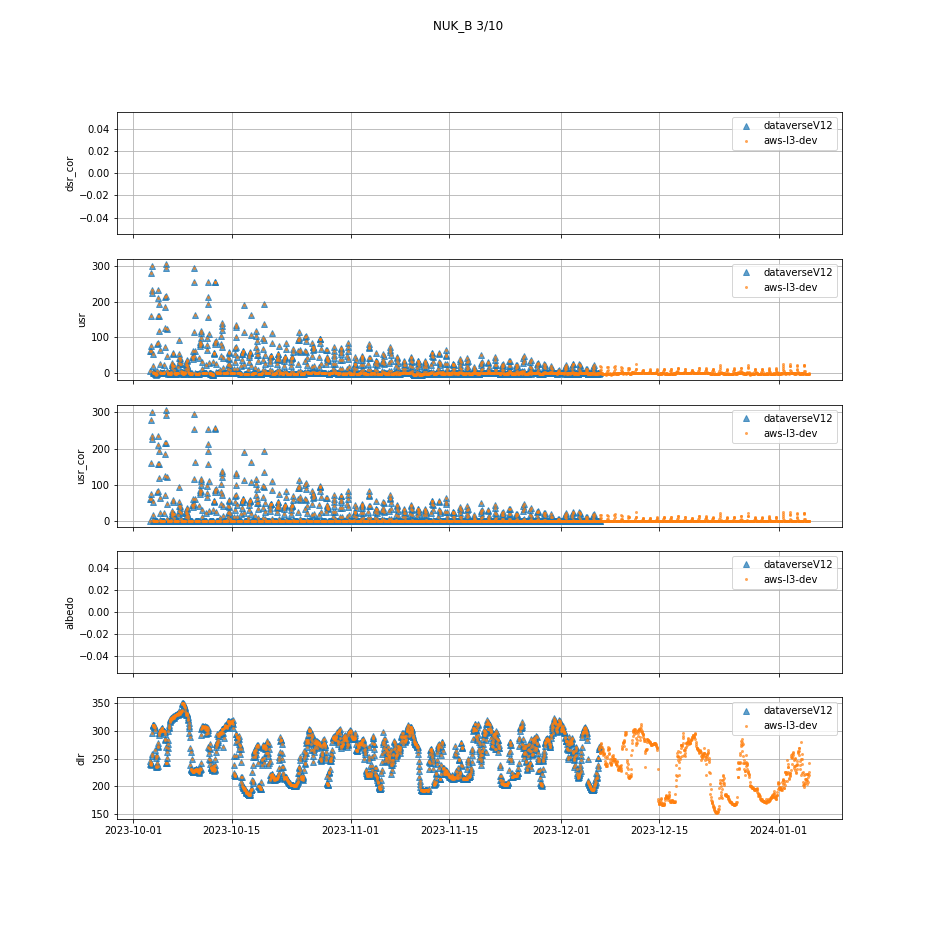 NUK_B 3/10
dsr_cor
0.04
0.02
0.00
−0.02
−0.04
dataverseV12
aws-l3-dev
usr
300
200
100
0
dataverseV12
aws-l3-dev
usr_cor
300
200
100
0
dataverseV12
aws-l3-dev
albedo
0.04
0.02
0.00
−0.02
−0.04
dataverseV12
aws-l3-dev
dlr
350
300
250
200
150
dataverseV12
aws-l3-dev
2023-10-01 2023-10-15 2023-11-01 2023-11-15 2023-12-01 2023-12-15 2024-01-01